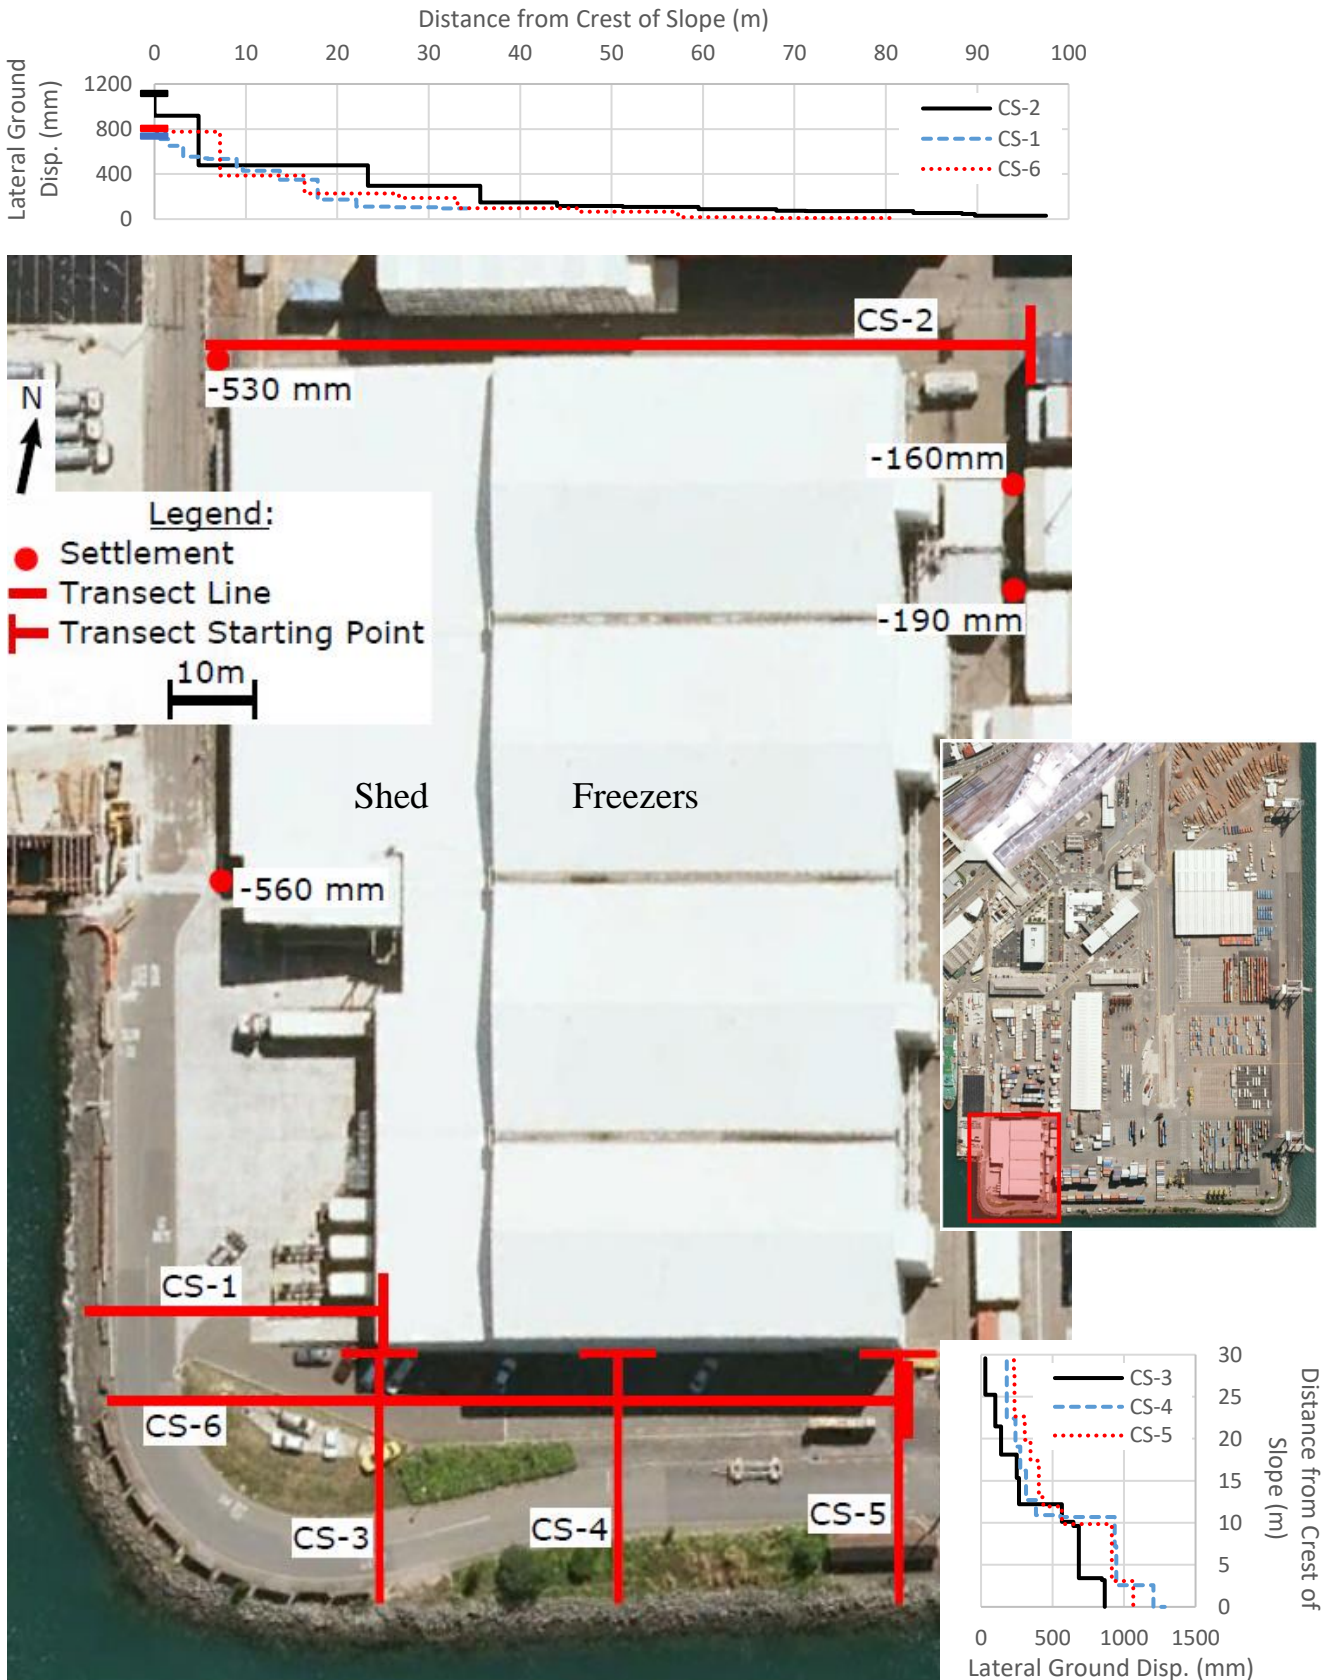 Distance from Crest of Slope (m)
0 10 20 30 40 50 60 70 80 90 100
Lateral Ground
Disp. (mm)
1200
800
400
0
CS-2
CS-1
CS-6
CS-2
-530 mm
N
-160mm
Legend:
Settlement
Transect Line
Transect Starting Point
-190 mm
10m
Shed Freezers
-560 mm
CS-1
CS-6
CS-3
CS-4
CS-5
CS-3
CS-4
CS-5
30
25
20
15
10
5
0
Distance from Crest of
Slope (m)
0 500 1000 1500
Lateral Ground Disp. (mm)